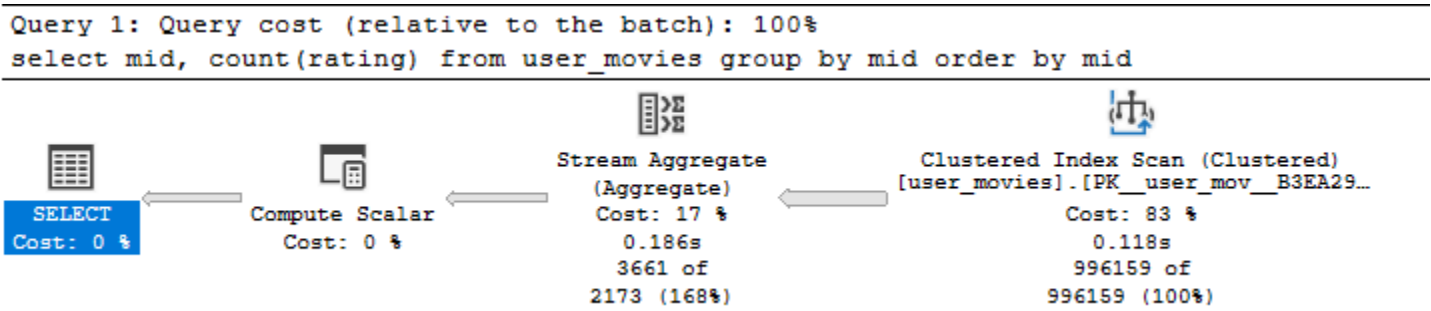 Query 1: Query cost (relative to the batch): 100%
select mid, count(rating) from user_movies group by mid order by mid
SELECT
Cost: 0 %
Compute Scalar
Cost: 0 %
Stream Aggregate
(Aggregate)
Cost: 17 %
0.186s
3661 of
2173 (168%)
Clustered Index Scan (Clustered)
[user_movies].[PK__user_mov__B3EA29…
Cost: 83 %
0.118s
996159 of
996159 (100%)